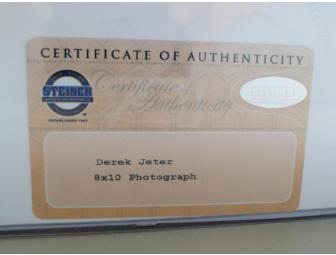 CERTIFICATE OF AUTHENTICITY
Certificate of
Authenticity
STEINER
Derek Jeter
8x10 Photograph